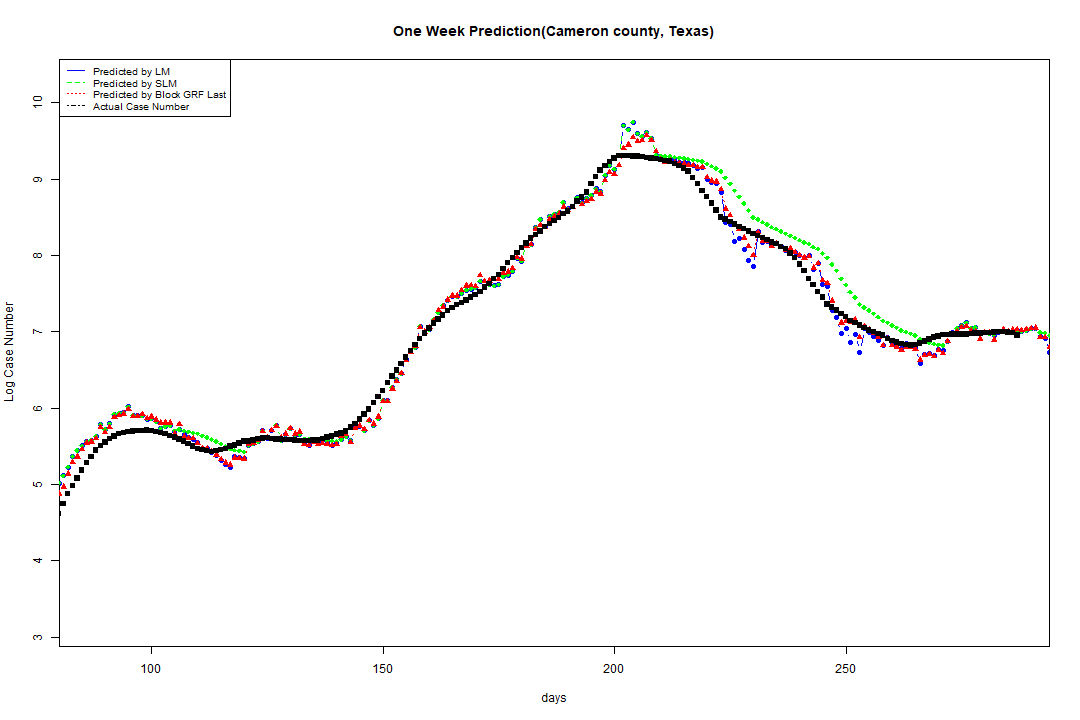 One Week Prediction(Cameron county, Texas)
Predicted by LM
Predicted by SLM
Predicted by Block GRF Last
Actual Case Number
10
9
8
7
6
5
4
3
Log Case Number
100 150 200 250
days